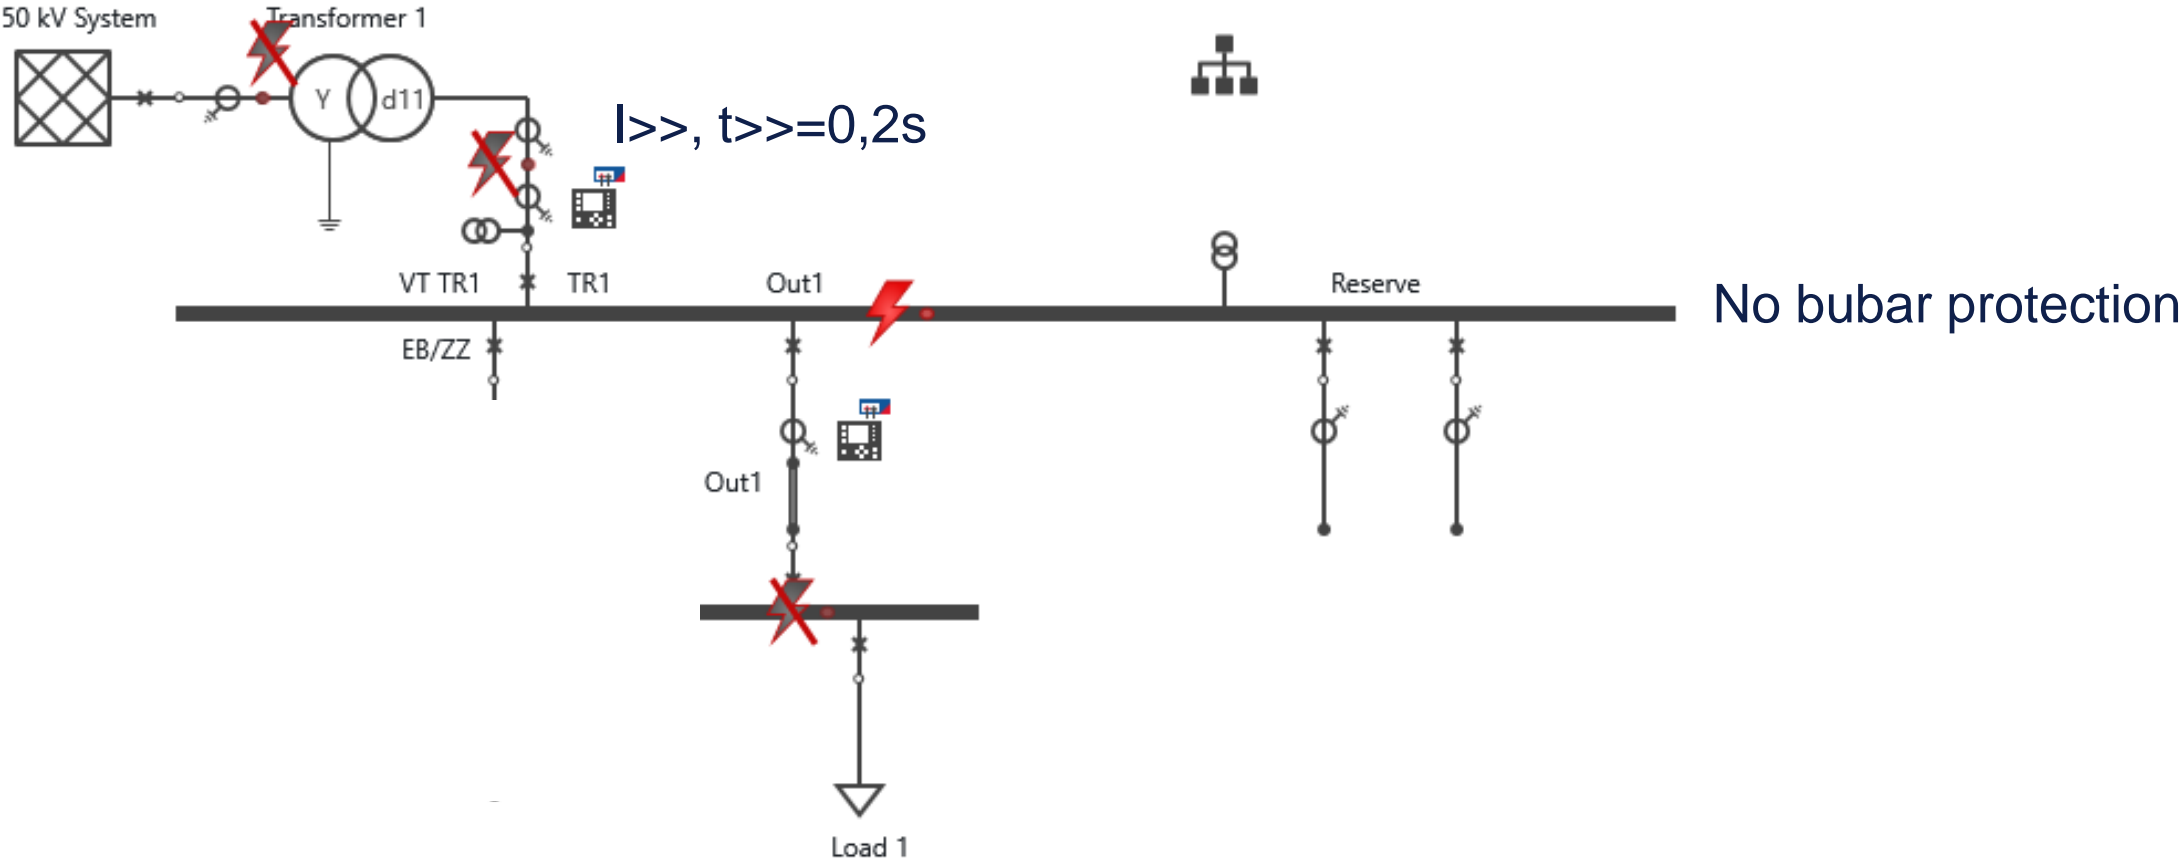 50 kV System
Transformer 1
Y
d11
I>>, t>>=0,2s
VT TR1
TR1
Out1
Reserve
No bubar protection
EB/ZZ
Out1
Load 1